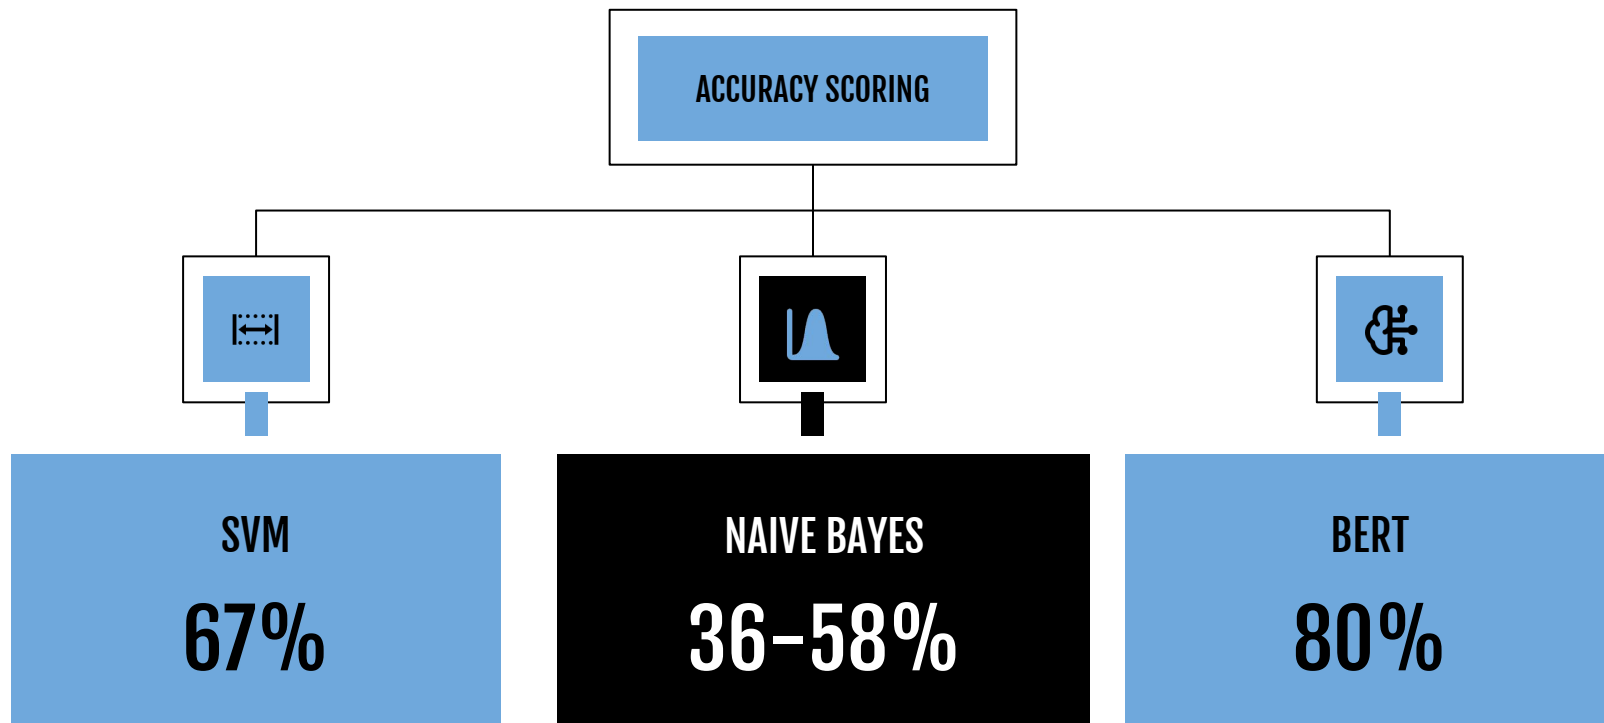 ACCURACY SCORING
SVM
67%
NAIVE BAYES
36-58%
BERT
80%